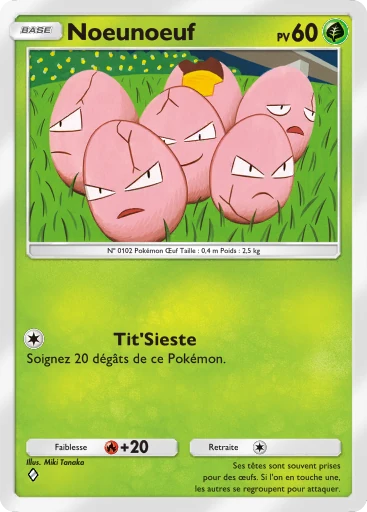 BASE Noeunoeuf PV 60
N° 0102 Pokémon Œuf Taille : 0,4 m Poids : 2,5 kg
Tit'Sieste
Soignez 20 dégâts de ce Pokémon.
Faiblesse +20 Retraite
Illus. Miki Tanaka
Ses têtes sont souvent prises
pour des œufs. Si l'on en touche une,
les autres se regroupent pour attaquer.